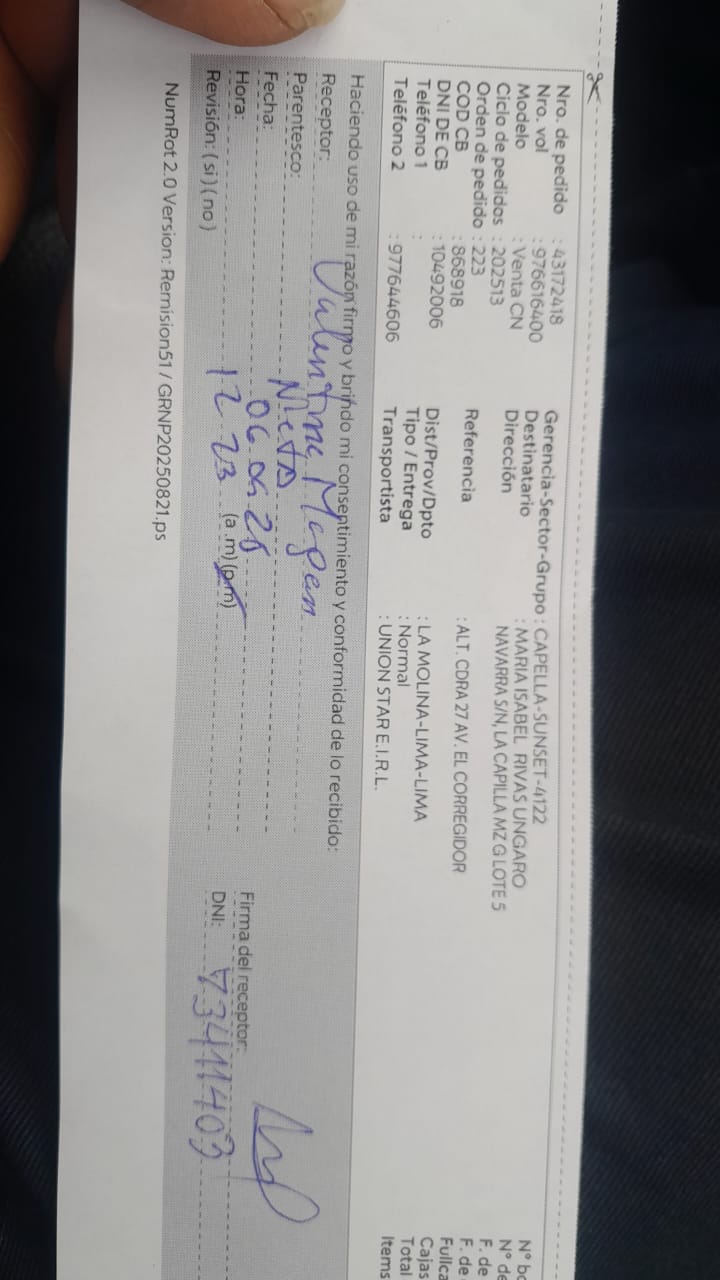 Nro. de pedido : 43172418
Nro. vol : 976616400
Modelo : Venta CN
Ciclo de pedidos : 202513
Orden de pedido : 223
COD CB : 868918
DNI DE CB : 10492006
Teléfono 1 :
Teléfono 2 : 977644606
Gerencia-Sector-Grupo : CAPELLA-SUNSET-4122
Destinatario : MARIA ISABEL RIVAS UNGARO
Dirección NAVARRA S/N, LA CAPILLA MZ G LOTE 5
Referencia : ALT. CDRA 27 AV. EL CORREGIDOR
Dist/Prov/Dpto : LA MOLINA-LIMA-LIMA
Tipo / Entrega : Normal
Transportista : UNION STAR E.I.R.L.
N° bo
N° de
F. de
F. de
Fullca
Cajas
Total
Items
Haciendo uso de mi razón firmo y brindo mi consentimiento y conformidad de lo recibido:
Receptor:
Parentesco: Nieta
Fecha: 06 09 25
Hora: 12 23 (a .m) (p.m)
Revisión: ( si ) ( no )
Firma del receptor:
DNI: 73411403
NumRot 2.0 Version: Remision51 / GRNP20250821.ps